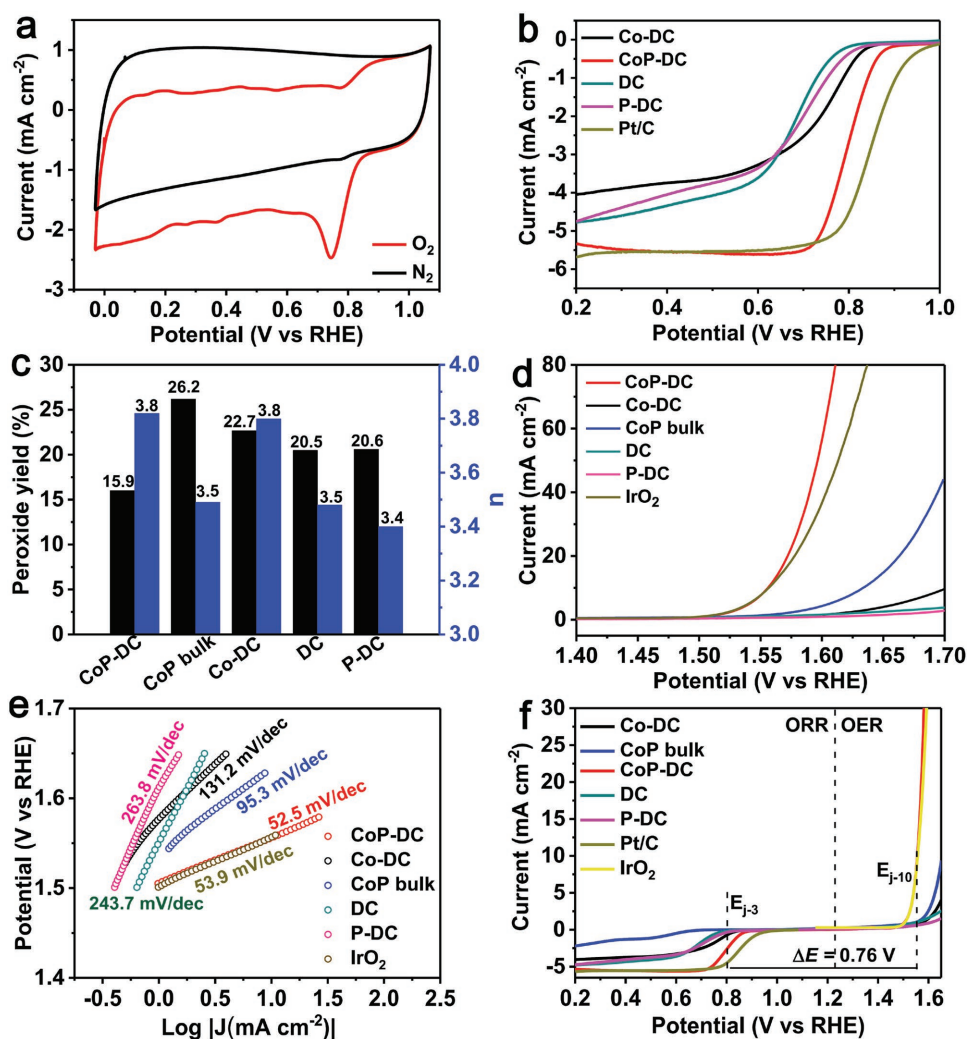 a
Current (mA cm⁻²)
1
0
-1
-2
-3
0.0 0.2 0.4 0.6 0.8 1.0
Potential (V vs RHE)
O₂
N₂
b
Current (mA cm⁻²)
0
-1
-2
-3
-4
-5
-6
0.2 0.4 0.6 0.8 1.0
Potential (V vs RHE)
Co-DC
CoP-DC
DC
P-DC
Pt/C
c
Peroxide yield (%)
30
25
20
15
10
5
0
15.9
3.8
26.2
3.5
22.7
3.8
20.5
3.5
20.6
3.4
CoP-DC
CoP bulk
Co-DC
DC
P-DC
4.0
3.8
3.6
3.4
3.2
3.0
n
d
Current (mA cm⁻²)
80
60
40
20
0
1.40 1.45 1.50 1.55 1.60 1.65 1.70
Potential (V vs RHE)
CoP-DC
Co-DC
CoP bulk
DC
P-DC
IrO₂
e
Potential (V vs RHE)
1.7
1.6
1.5
1.4
-0.5 0.0 0.5 1.0 1.5 2.0 2.5
Log |J(mA cm⁻²)|
263.8 mV/dec
131.2 mV/dec
95.3 mV/dec
52.5 mV/dec
53.9 mV/dec
243.7 mV/dec
CoP-DC
Co-DC
CoP bulk
DC
P-DC
IrO₂
f
Current (mA cm⁻²)
30
25
20
15
10
5
0
-5
0.2 0.4 0.6 0.8 1.0 1.2 1.4 1.6
Potential (V vs RHE)
Co-DC
CoP bulk
CoP-DC
DC
P-DC
Pt/C
IrO₂
ORR
OER
E j-3
E j-10
ΔE = 0.76 V